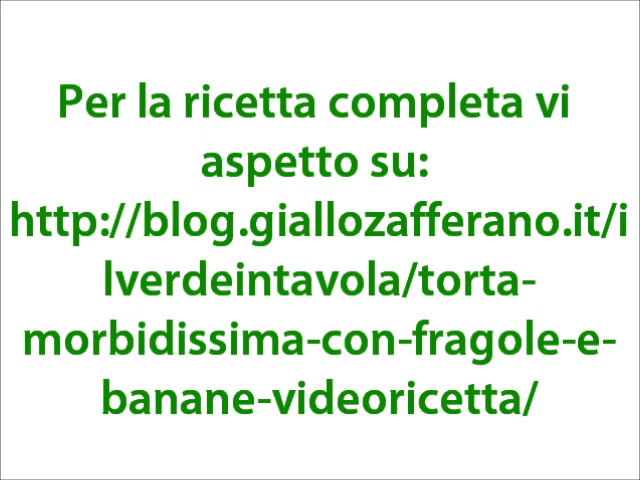 Per la ricetta completa vi
aspetto su:
http://blog.giallozafferano.it/i
lverdeintavola/torta-
morbidissima-con-fragole-e-
banane-videoricetta/